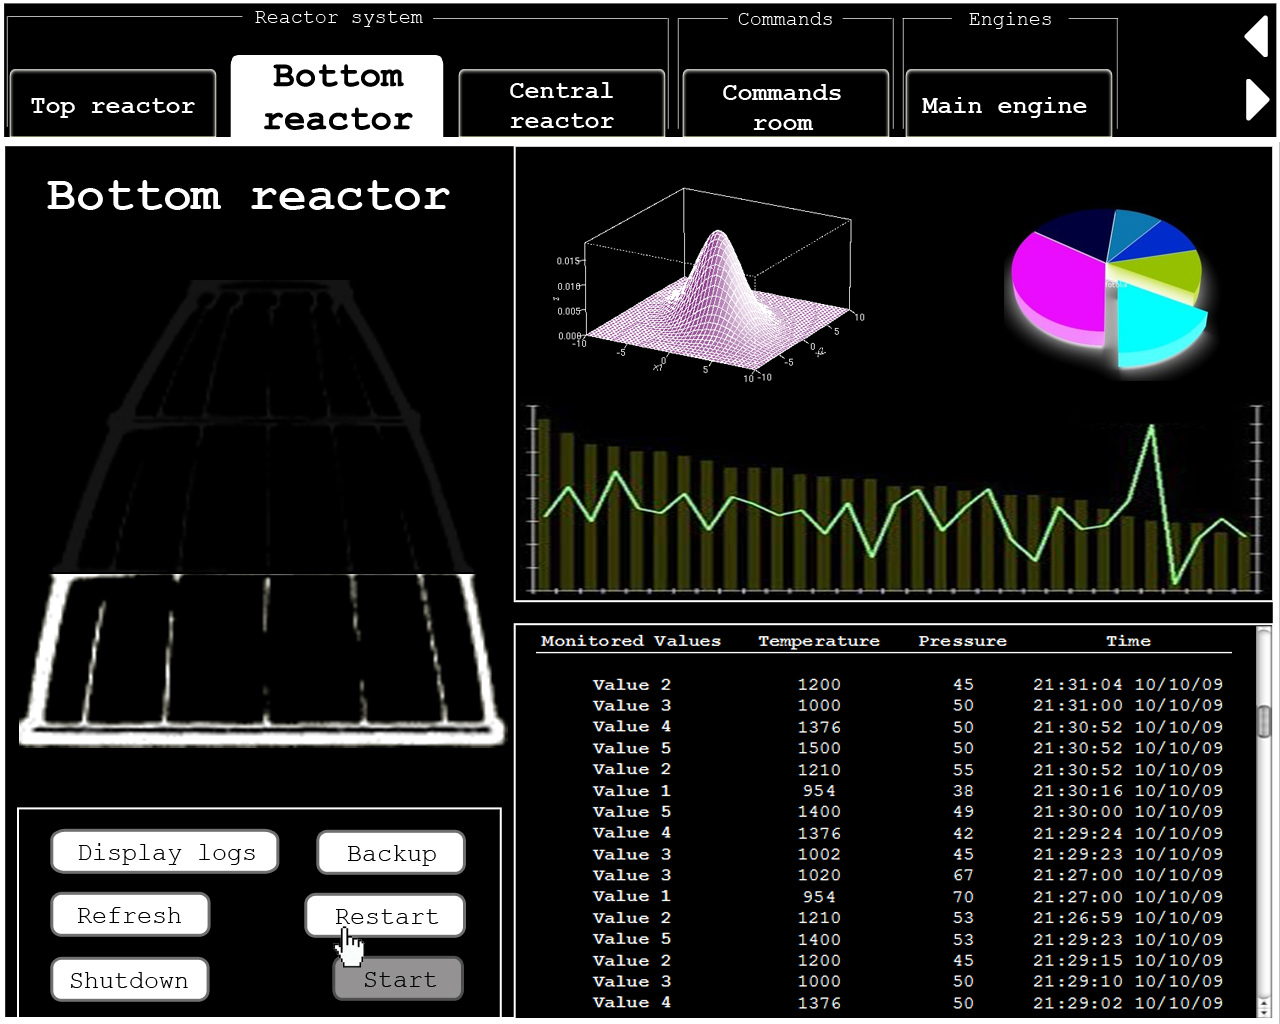 Reactor system
Commands
Engines
Top reactor
Bottom
reactor
Central
reactor
Commands
room
Main engine
Bottom reactor
0.015
0.010
0.005
0.000
z
-10
-5
0
5
10
x1
-10
-5
0
5
10
x2
Monitored Values Temperature Pressure Time
Value 2 1200 45 21:31:04 10/10/09
Value 3 1000 50 21:31:00 10/10/09
Value 4 1376 50 21:30:52 10/10/09
Value 5 1500 50 21:30:52 10/10/09
Value 2 1210 55 21:30:52 10/10/09
Value 1 954 38 21:30:16 10/10/09
Value 5 1400 49 21:30:00 10/10/09
Value 4 1376 42 21:29:24 10/10/09
Value 3 1002 45 21:29:23 10/10/09
Value 3 1020 67 21:27:00 10/10/09
Value 1 954 70 21:27:00 10/10/09
Value 2 1210 53 21:26:59 10/10/09
Value 5 1400 53 21:29:23 10/10/09
Value 2 1200 45 21:29:15 10/10/09
Value 3 1000 50 21:29:10 10/10/09
Value 4 1376 50 21:29:02 10/10/09
Display logs
Backup
Refresh
Restart
Shutdown
Start